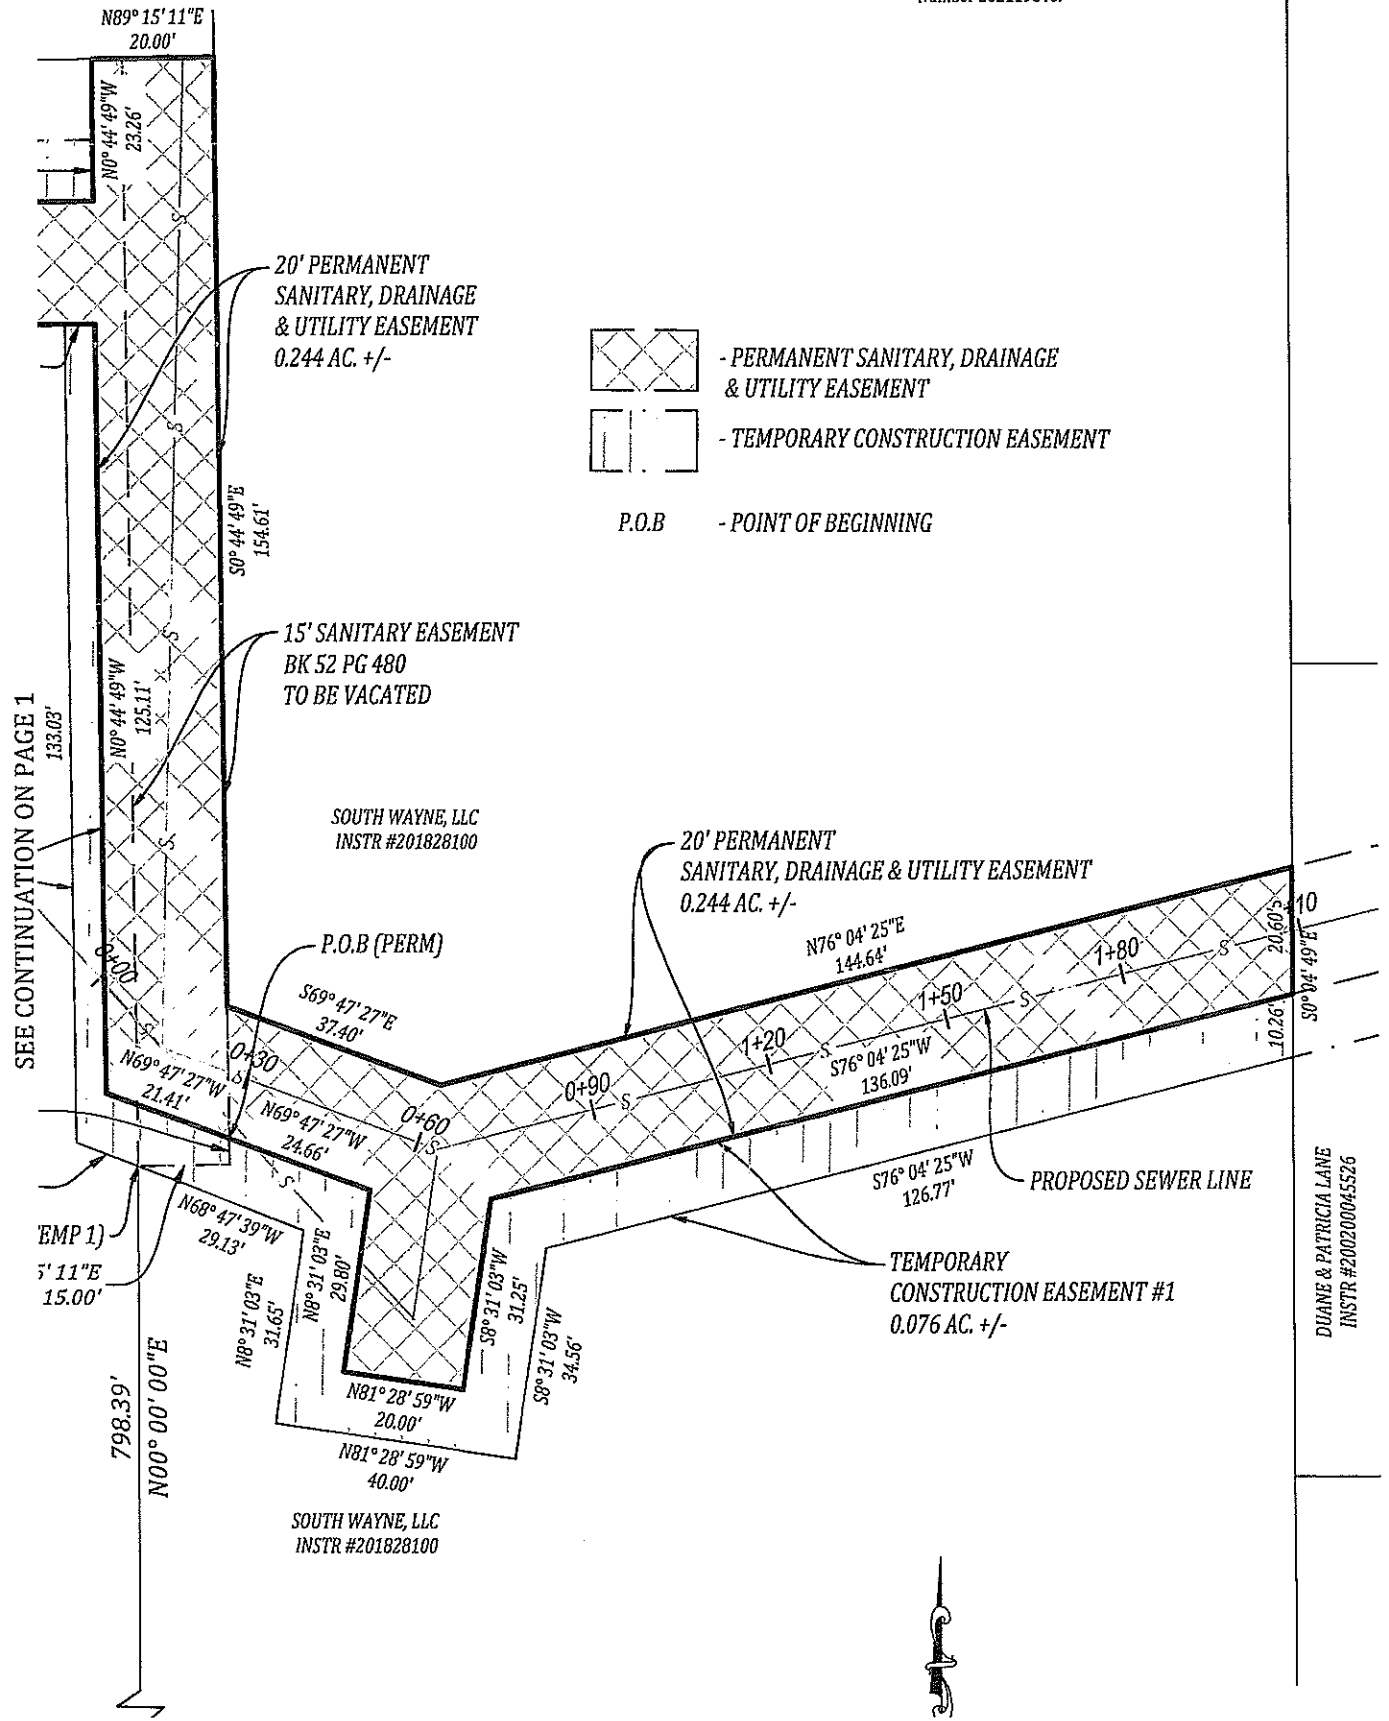 N89° 15' 11"E
20.00'
N0° 44' 49"W
23.26'
S
20' PERMANENT
SANITARY, DRAINAGE
& UTILITY EASEMENT
0.244 AC. +/-
- PERMANENT SANITARY, DRAINAGE
& UTILITY EASEMENT
- TEMPORARY CONSTRUCTION EASEMENT
P.O.B - POINT OF BEGINNING
S
S0° 44' 49"E
154.61'
S
15' SANITARY EASEMENT
BK 52 PG 480
TO BE VACATED
N0° 44' 49"W
125.11'
SEE CONTINUATION ON PAGE 1
133.03'
S
SOUTH WAYNE, LLC
INSTR #201828100
20' PERMANENT
SANITARY, DRAINAGE & UTILITY EASEMENT
0.244 AC. +/-
P.O.B (PERM)
N76° 04' 25"E
144.64'
20.60'
S0° 04' 49"E
10.26'
0+00
S
S69° 47' 27"E
37.40'
N69° 47' 27"W
21.41'
0+30
S
N69° 47' 27"W
24.66'
0+60
S
0+90
S
1+20
S
1+50
S
1+80
S
S76° 04' 25"W
136.09'
S76° 04' 25"W
126.77'
PROPOSED SEWER LINE
S
N68° 47' 39"W
29.13'
EMP 1)
5' 11"E
15.00'
N8° 31' 03"E
31.65'
N8° 31' 03"E
29.80'
S8° 31' 03"W
31.25'
S8° 31' 03"W
34.56'
TEMPORARY
CONSTRUCTION EASEMENT #1
0.076 AC. +/-
DUANE & PATRICIA LANE
INSTR #200200045526
N81° 28' 59"W
20.00'
N81° 28' 59"W
40.00'
798.39'
N00° 00' 00"E
SOUTH WAYNE, LLC
INSTR #201828100